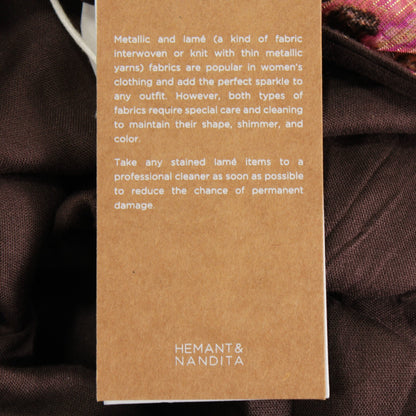 Metallic and lamé (a kind of fabric
interwoven or knit with thin metallic
yarns) fabrics are popular in women's
clothing and add the perfect sparkle to
any outfit. However, both types of
fabrics require special care and cleaning
to maintain their shape, shimmer, and
color.
Take any stained lamé items to a
professional cleaner as soon as possible
to reduce the chance of permanent
damage.
HEMANT &
NANDITA